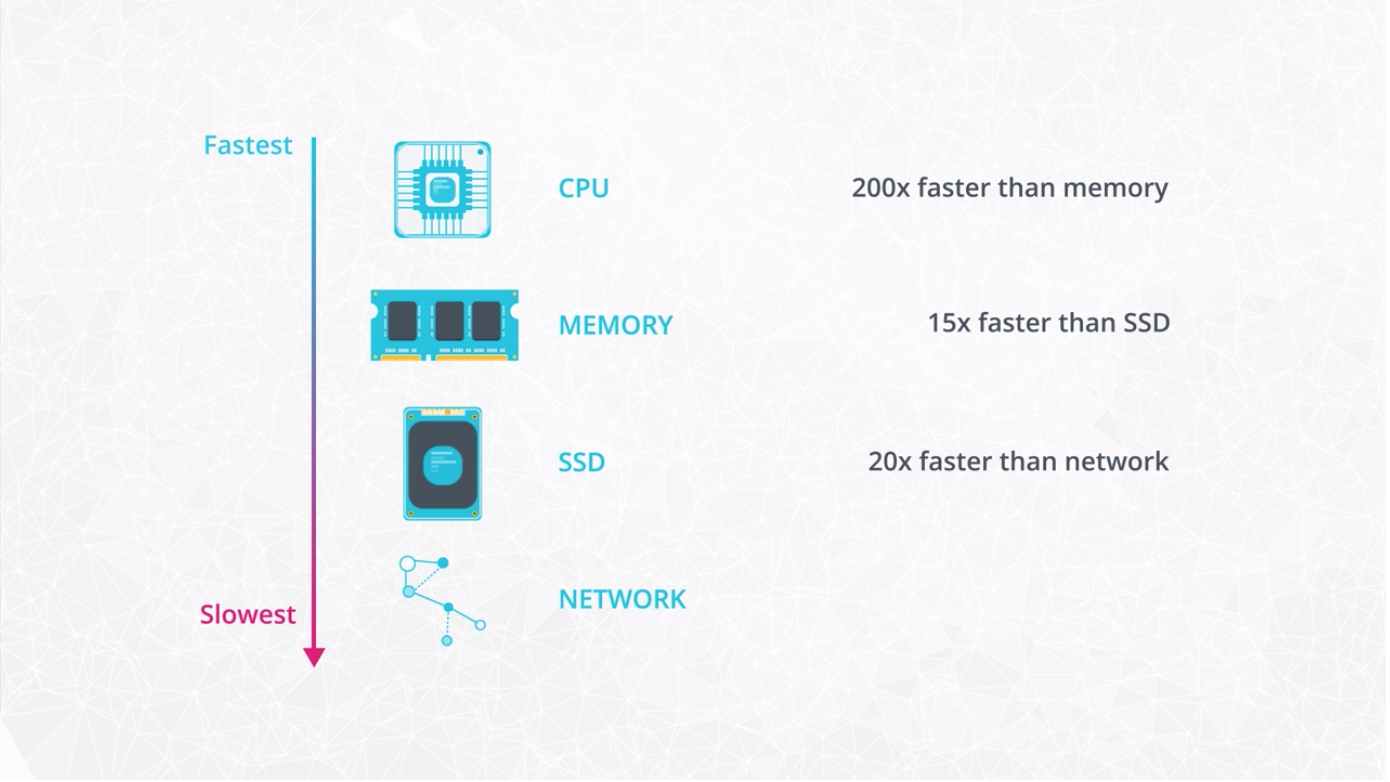 Fastest
CPU
200x faster than memory
MEMORY
15x faster than SSD
SSD
20x faster than network
NETWORK
Slowest